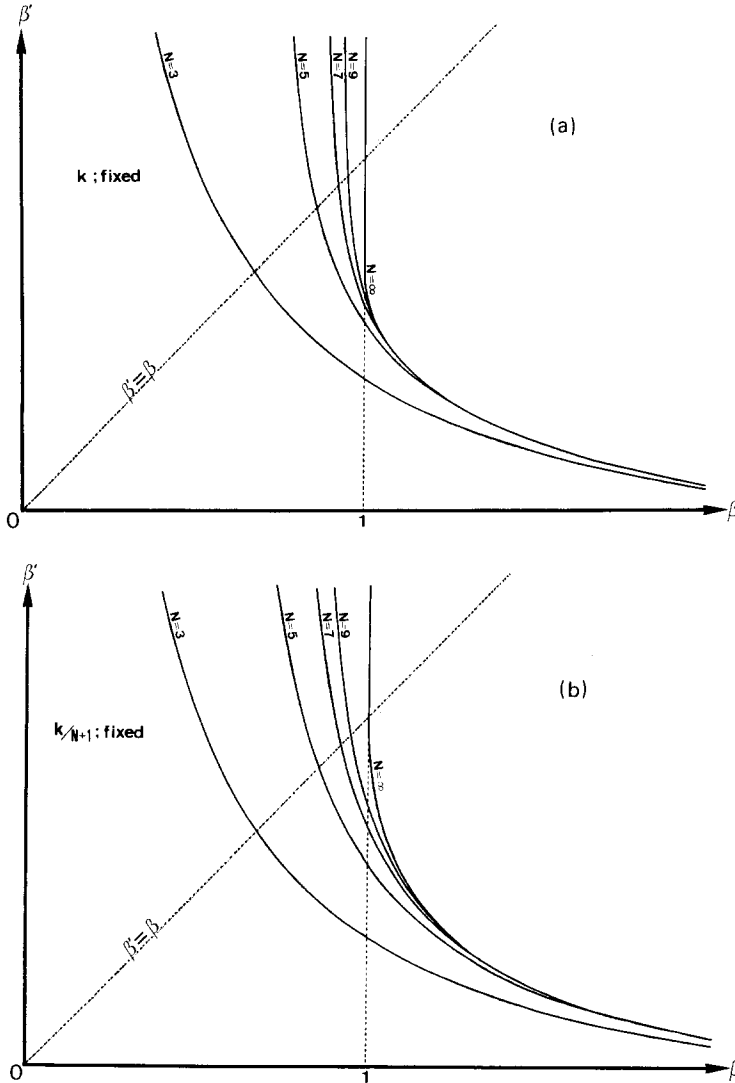 β'
N=3
N=5
N=7
N=9
(a)
k ; fixed
N=∞
β'=β
0
1
β
β'
N=3
N=5
N=7
N=9
(b)
k/N+1 ; fixed
N=∞
β'=β
0
1
β